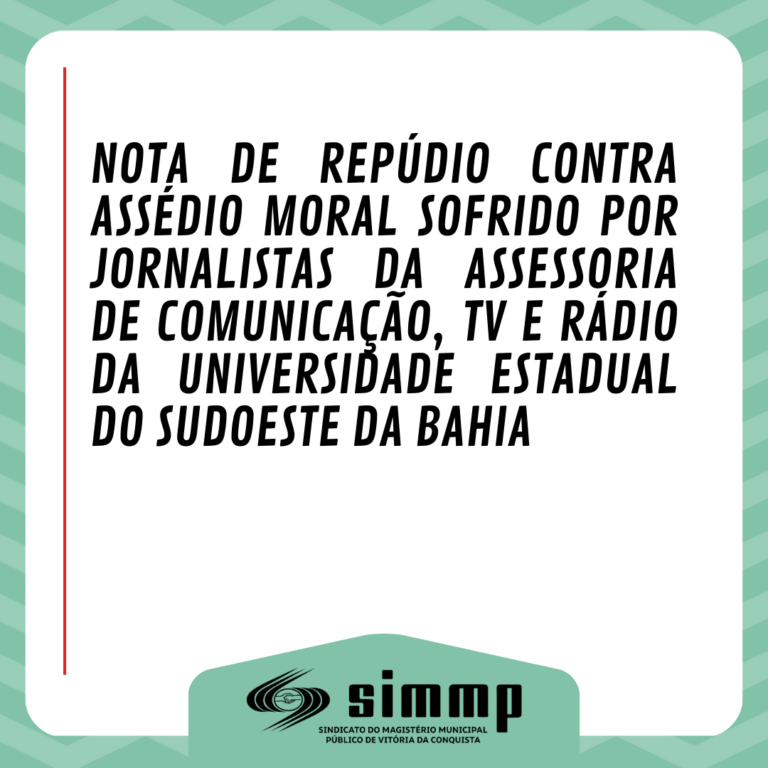 NOTA DE REPÚDIO CONTRA
ASSÉDIO MORAL SOFRIDO POR
JORNALISTAS DA ASSESSORIA
DE COMUNICAÇÃO, TV E RÁDIO
DA UNIVERSIDADE ESTADUAL
DO SUDOESTE DA BAHIA
simmp
SINDICATO DO MAGISTÉRIO MUNICIPAL
PÚBLICO DE VITÓRIA DA CONQUISTA